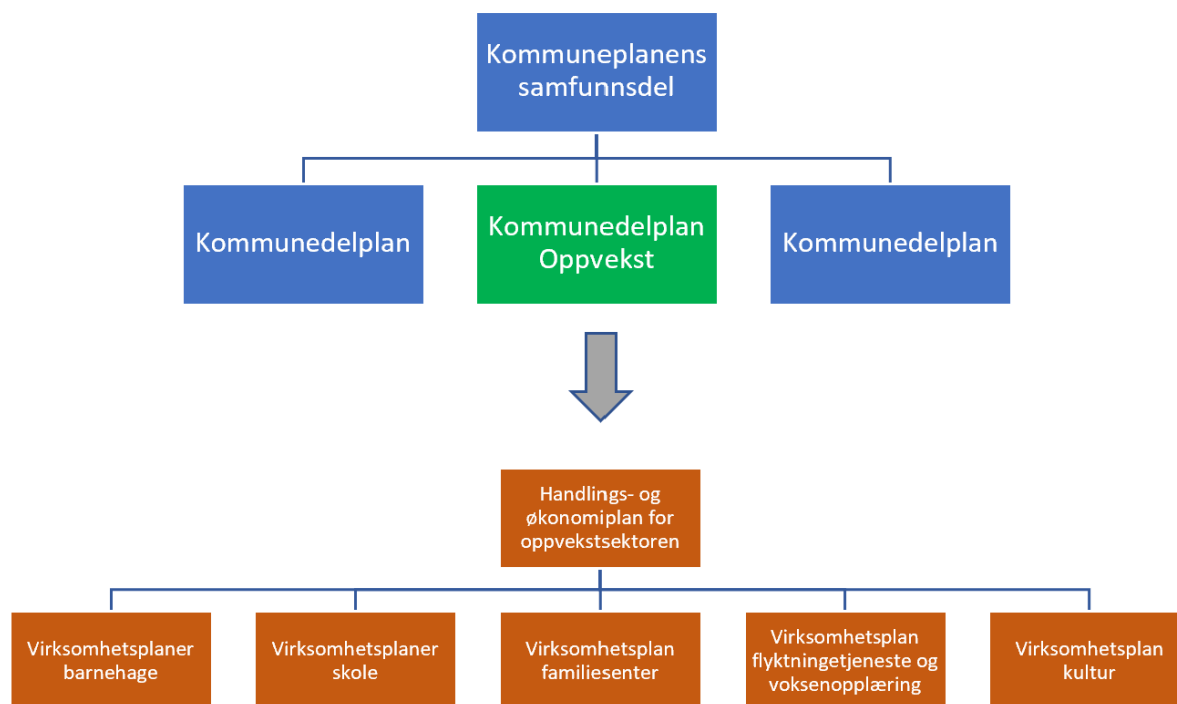 Kommuneplanens
samfunnsdel
Kommunedelplan
Kommunedelplan
Oppvekst
Kommunedelplan
Handlings- og
økonomiplan for
oppvekstsektoren
Virksomhetsplaner
barnehage
Virksomhetsplaner
skole
Virksomhetsplan
familiesenter
Virksomhetsplan
flyktningetjeneste og
voksenopplæring
Virksomhetsplan
kultur